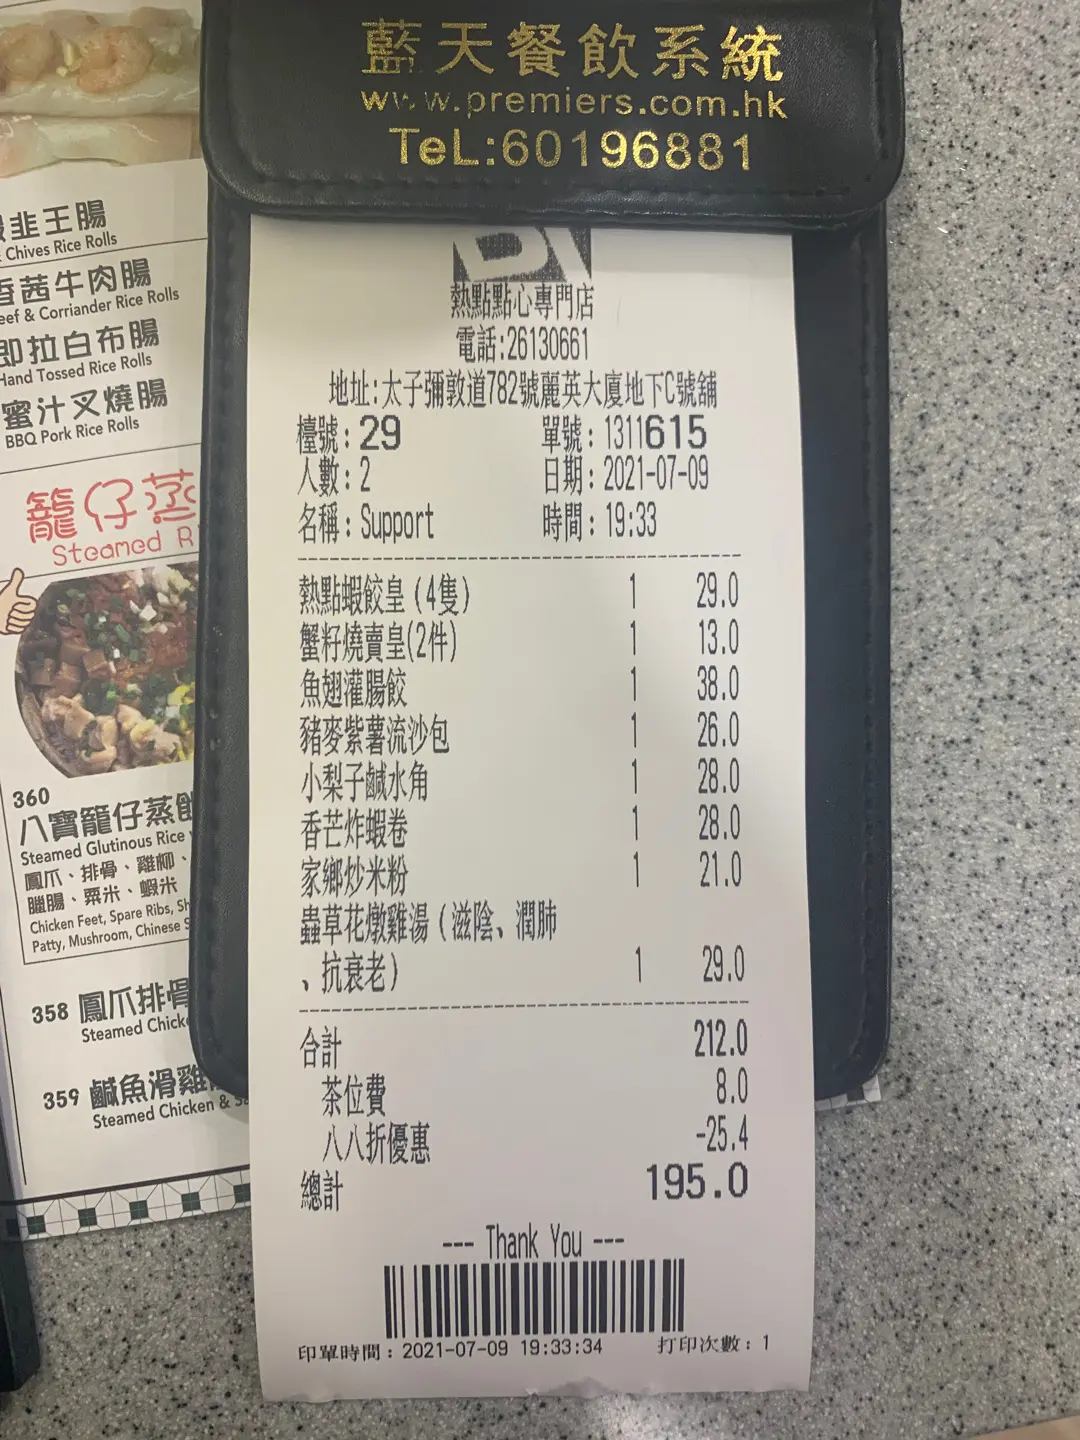 藍天餐飲系統
www.premiers.com.hk
TeL:60196881
韭王腸
Chives Rice Rolls
香茜牛肉腸
eef & Corriander Rice Rolls
即拉白布腸
Hand Tossed Rice Rolls
蜜汁叉燒腸
BBQ Pork Rice Rolls
籠仔蒸
Steamed R
360
八寶籠仔蒸飯
Steamed Glutinous Rice
鳳爪、排骨、雞柳、
臘腸、粟米、蝦米
Chicken Feet, Spare Ribs, Sh
Patty, Mushroom, Chinese S
358 鳳爪排骨
Steamed Chick
359 鹹魚滑雞
Steamed Chicken & Sa
熱點點心專門店
電話:26130661
地址:太子彌敦道782號麗英大廈地下C號舖
檯號:29 單號:1311615
人數:2 日期:2021-07-09
名稱:Support 時間:19:33
熱點蝦餃皇(4隻) 1 29.0
蟹籽燒賣皇(2件) 1 13.0
魚翅灌腸餃 1 38.0
豬麥紫薯流沙包 1 26.0
小梨子鹹水角 1 28.0
香芒炸蝦卷 1 28.0
家鄉炒米粉 1 21.0
蟲草花燉雞湯(滋陰、潤肺
、抗衰老) 1 29.0
合計 212.0
茶位費 8.0
八八折優惠 -25.4
總計 195.0
--- Thank You ---
印單時間:2021-07-09 19:33:34 打印次數:1